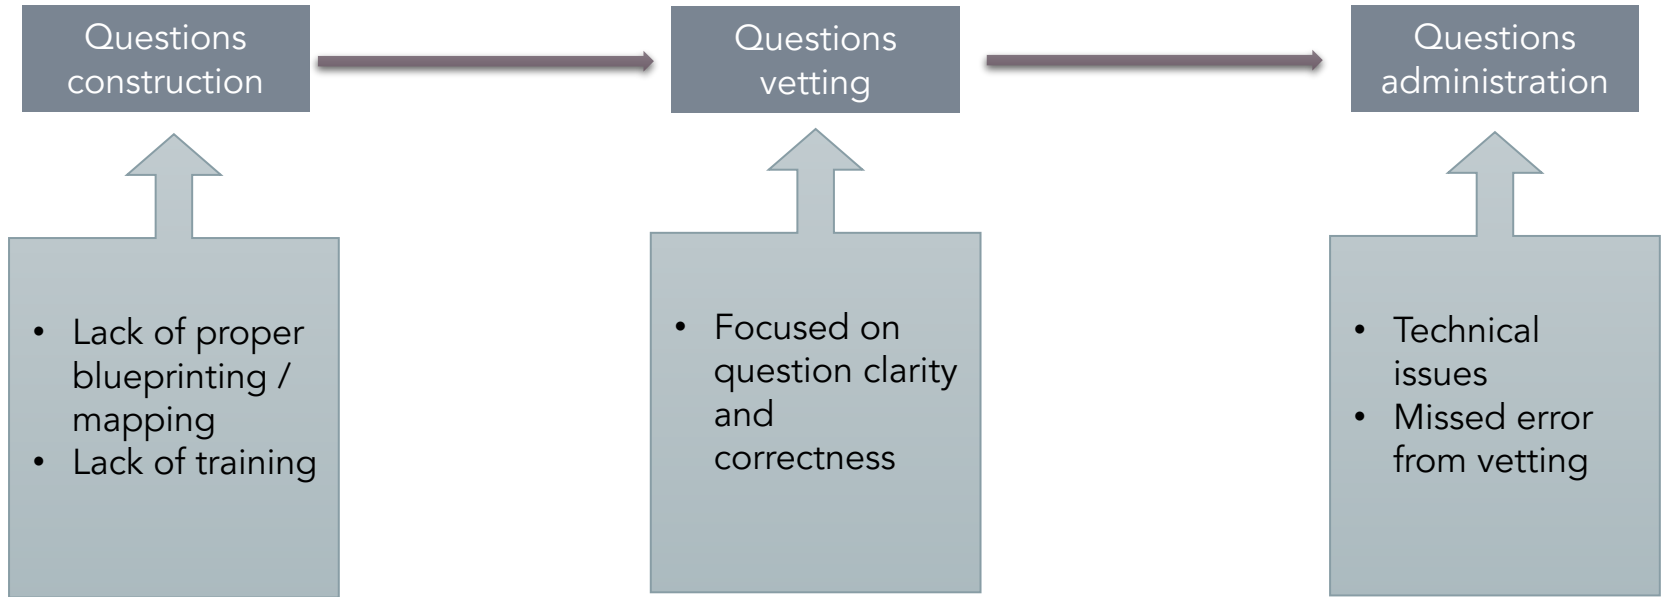 Questions
construction
Questions
vetting
Questions
administration
• Lack of proper
blueprinting /
mapping
• Lack of training
• Focused on
question clarity
and
correctness
• Technical
issues
• Missed error
from vetting